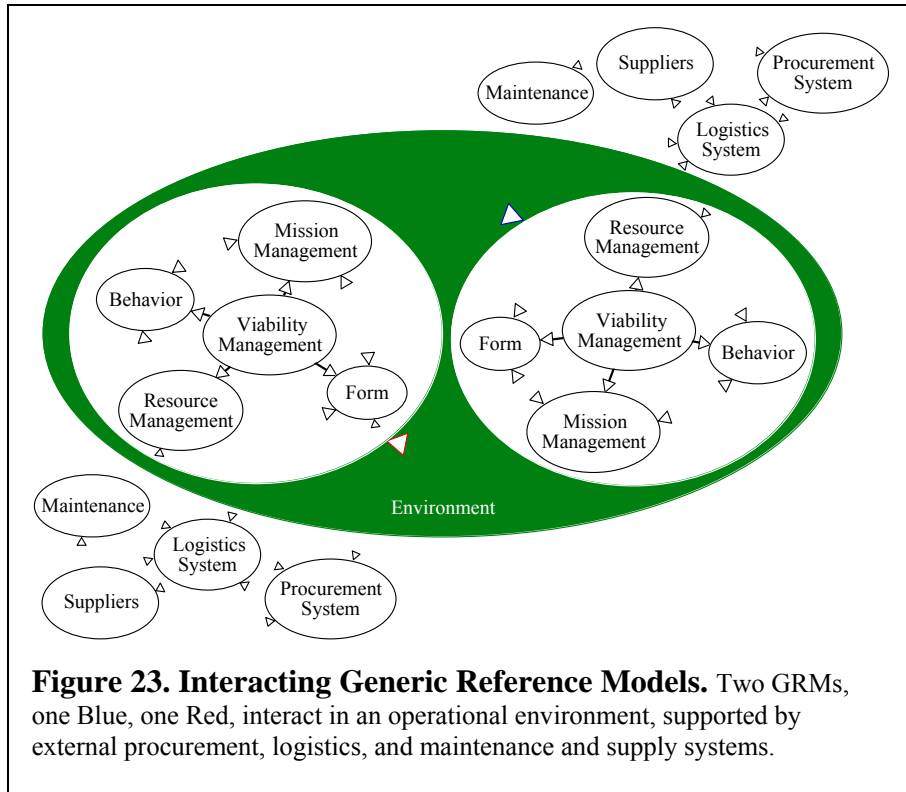 Suppliers
Procurement
System
Maintenance
Logistics
System
Mission
Management
Resource
Management
Behavior
Viability
Management
Viability
Management
Form
Behavior
Form
Resource
Management
Mission
Management
Environment
Maintenance
Logistics
System
Suppliers
Procurement
System
Figure 23. Interacting Generic Reference Models. Two GRMs,
one Blue, one Red, interact in an operational environment, supported by
external procurement, logistics, and maintenance and supply systems.